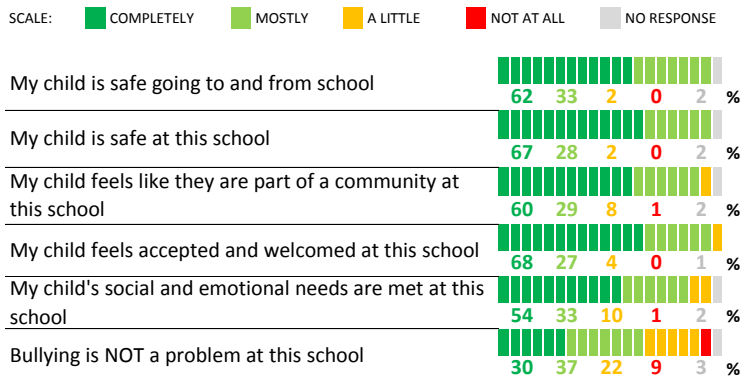 SCALE: COMPLETELY MOSTLY A LITTLE NOT AT ALL NO RESPONSE
My child is safe going to and from school
62 33 2 0 2 %
My child is safe at this school
67 28 2 0 2 %
My child feels like they are part of a community at
this school
60 29 8 1 2 %
My child feels accepted and welcomed at this school
68 27 4 0 1 %
My child's social and emotional needs are met at this
school
54 33 10 1 2 %
Bullying is NOT a problem at this school
30 37 22 9 3 %